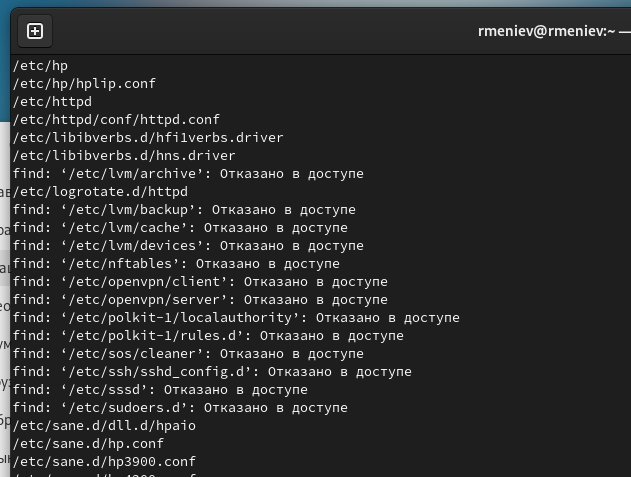 rmeniev@rmeniev:~ —
/etc/hp
/etc/hp/hplip.conf
/etc/httpd
/etc/httpd/conf/httpd.conf
/etc/libibverbs.d/hfi1verbs.driver
/etc/libibverbs.d/hns.driver
find: ‘/etc/lvm/archive’: Отказано в доступе
/etc/logrotate.d/httpd
find: ‘/etc/lvm/backup’: Отказано в доступе
find: ‘/etc/lvm/cache’: Отказано в доступе
find: ‘/etc/lvm/devices’: Отказано в доступе
find: ‘/etc/nftables’: Отказано в доступе
find: ‘/etc/openvpn/client’: Отказано в доступе
find: ‘/etc/openvpn/server’: Отказано в доступе
find: ‘/etc/polkit-1/localauthority’: Отказано в доступе
find: ‘/etc/polkit-1/rules.d’: Отказано в доступе
find: ‘/etc/sos/cleaner’: Отказано в доступе
find: ‘/etc/ssh/sshd_config.d’: Отказано в доступе
find: ‘/etc/sssd’: Отказано в доступе
find: ‘/etc/sudoers.d’: Отказано в доступе
/etc/sane.d/dll.d/hpaio
/etc/sane.d/hp.conf
/etc/sane.d/hp3900.conf